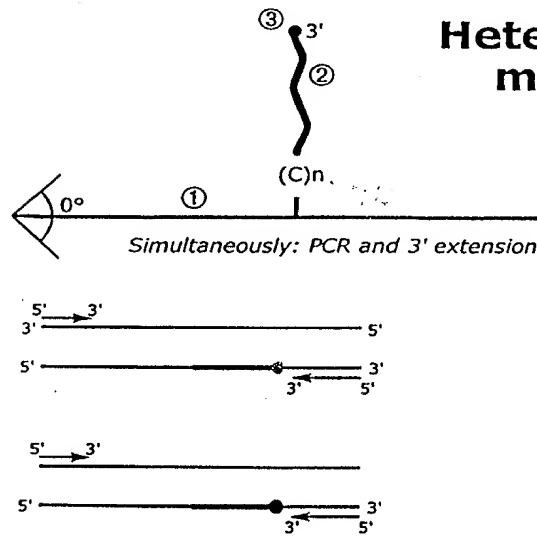 ③ 3'
Hete
m
②
(C)n
①
0°
Simultaneously: PCR and 3' extension
5' 3'
3' 5'
5' 3'
3' 5'
5' 3'
5' 3'
3' 5'